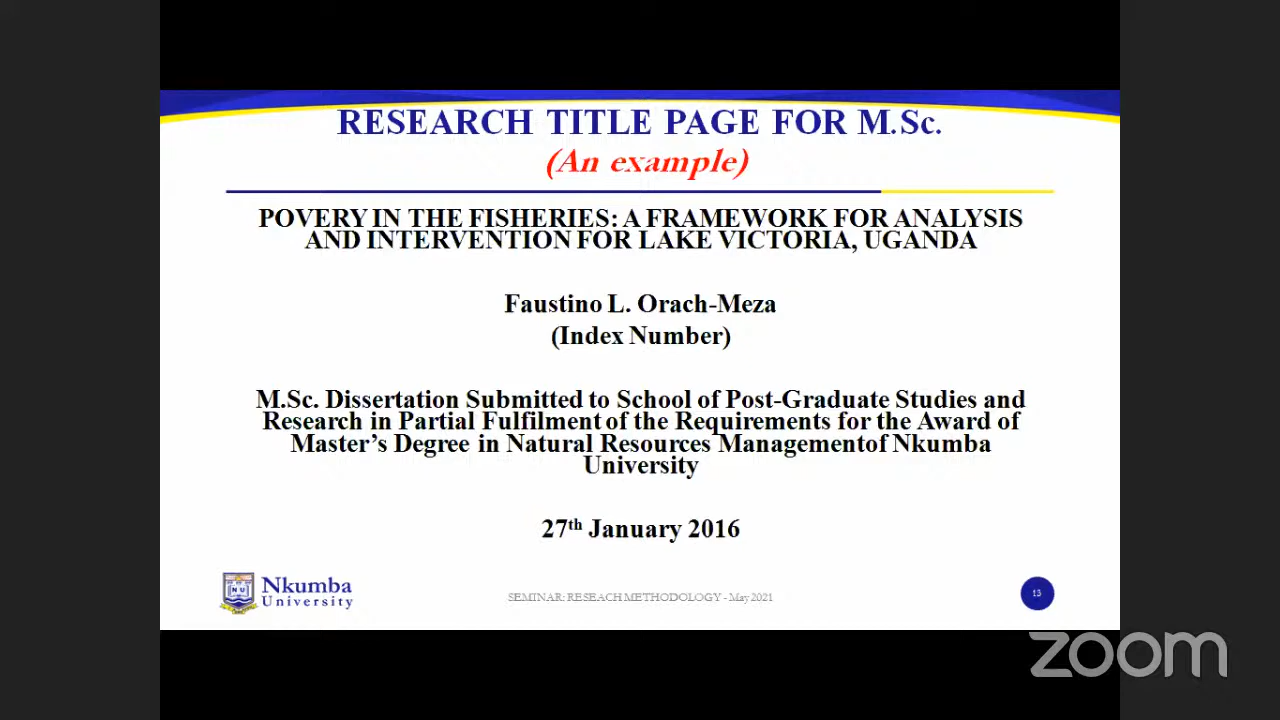 RESEARCH TITLE PAGE FOR M.Sc.
(An example)
POVERY IN THE FISHERIES: A FRAMEWORK FOR ANALYSIS
AND INTERVENTION FOR LAKE VICTORIA, UGANDA
Faustino L. Orach-Meza
(Index Number)
M.Sc. Dissertation Submitted to School of Post-Graduate Studies and
Research in Partial Fulfilment of the Requirements for the Award of
Master's Degree in Natural Resources Managementof Nkumba
University
27th January 2016
NU
Nkumba
University
SEMINAR: RESEACH METHODOLOGY - May 2021
13
zoom